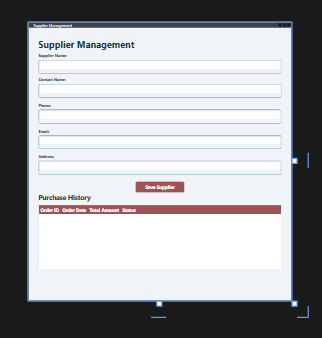 Supplier Management
Supplier Management
Supplier Name:
Contact Name:
Phone:
Email:
Address:
Save Supplier
Purchase History
Order ID Order Date Total Amount Status